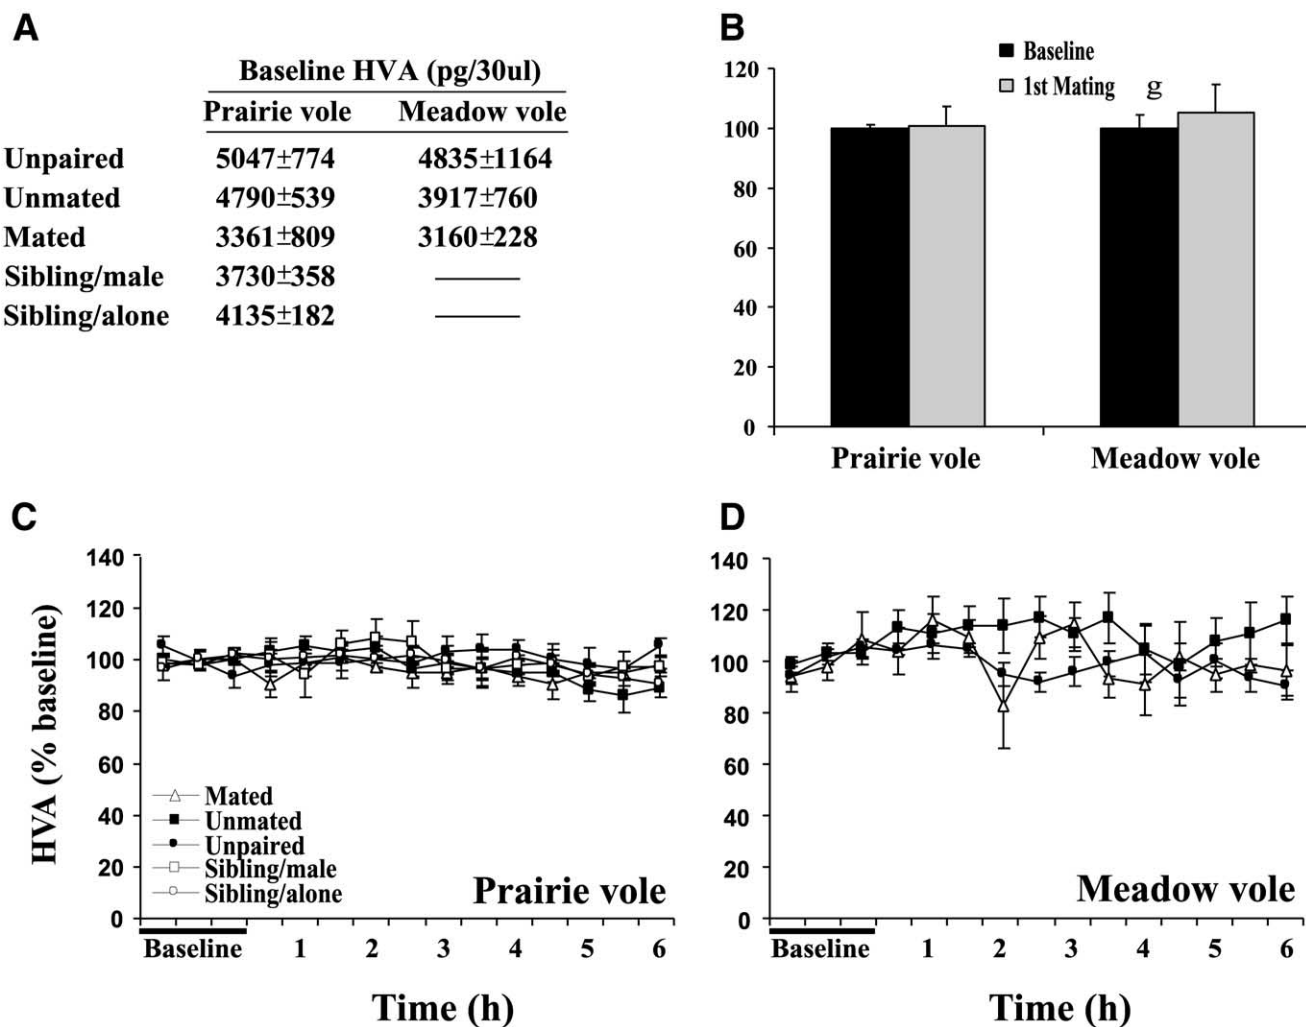 A
Baseline HVA (pg/30ul)
Prairie vole Meadow vole
Unpaired 5047±774 4835±1164
Unmated 4790±539 3917±760
Mated 3361±809 3160±228
Sibling/male 3730±358
Sibling/alone 4135±182
B
Baseline
1st Mating g
120
100
80
60
40
20
0
Prairie vole Meadow vole
C
HVA (% baseline)
140
120
100
80
60
40
20
0
Mated
Unmated
Unpaired
Sibling/male
Sibling/alone
Prairie vole
Baseline 1 2 3 4 5 6
Time (h)
D
140
120
100
80
60
40
20
0
Meadow vole
Baseline 1 2 3 4 5 6
Time (h)